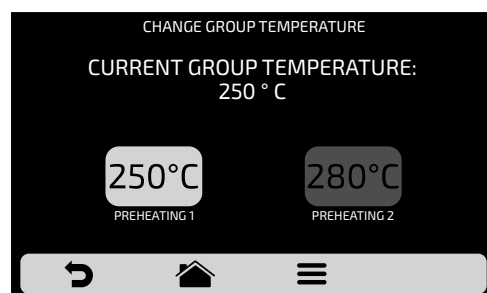 CHANGE GROUP TEMPERATURE
CURRENT GROUP TEMPERATURE:
250 ° C
250°C
280°C
PREHEATING 1
PREHEATING 2